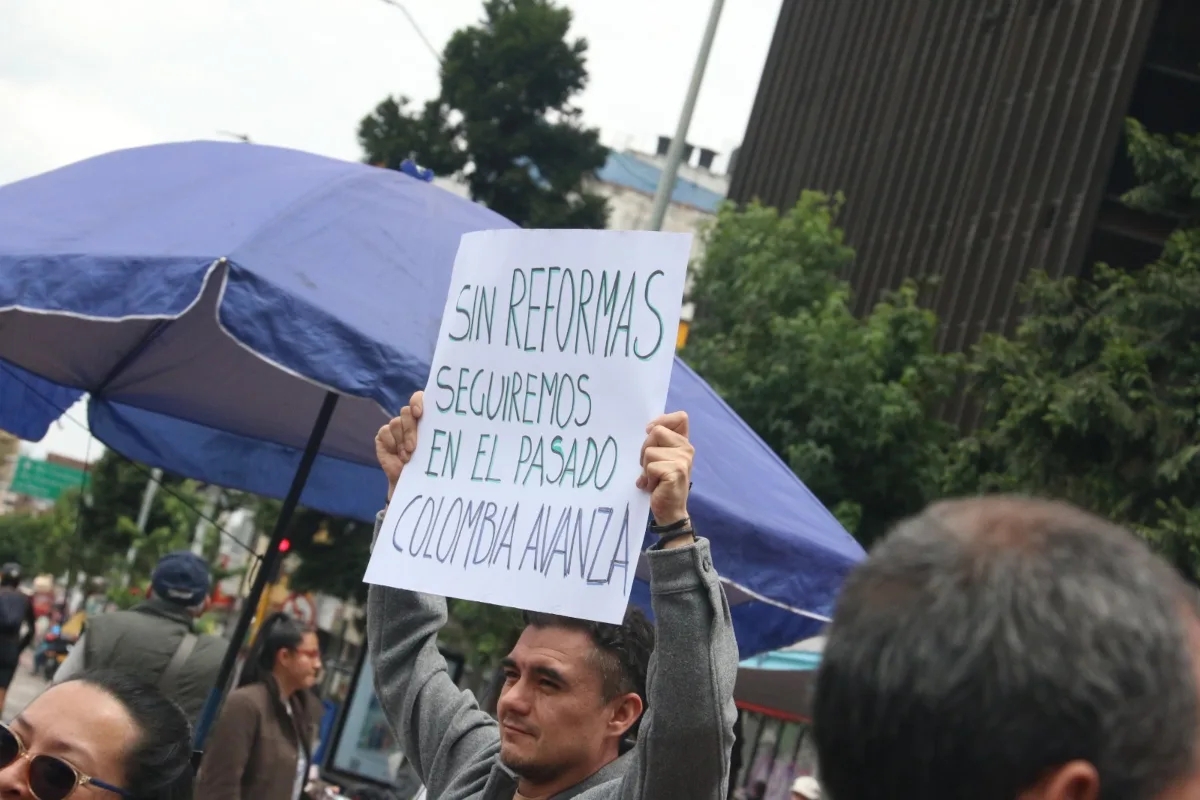 SIN REFORMAS
SEGUIREMOS
EN EL PASADO
COLOMBIA AVANZA